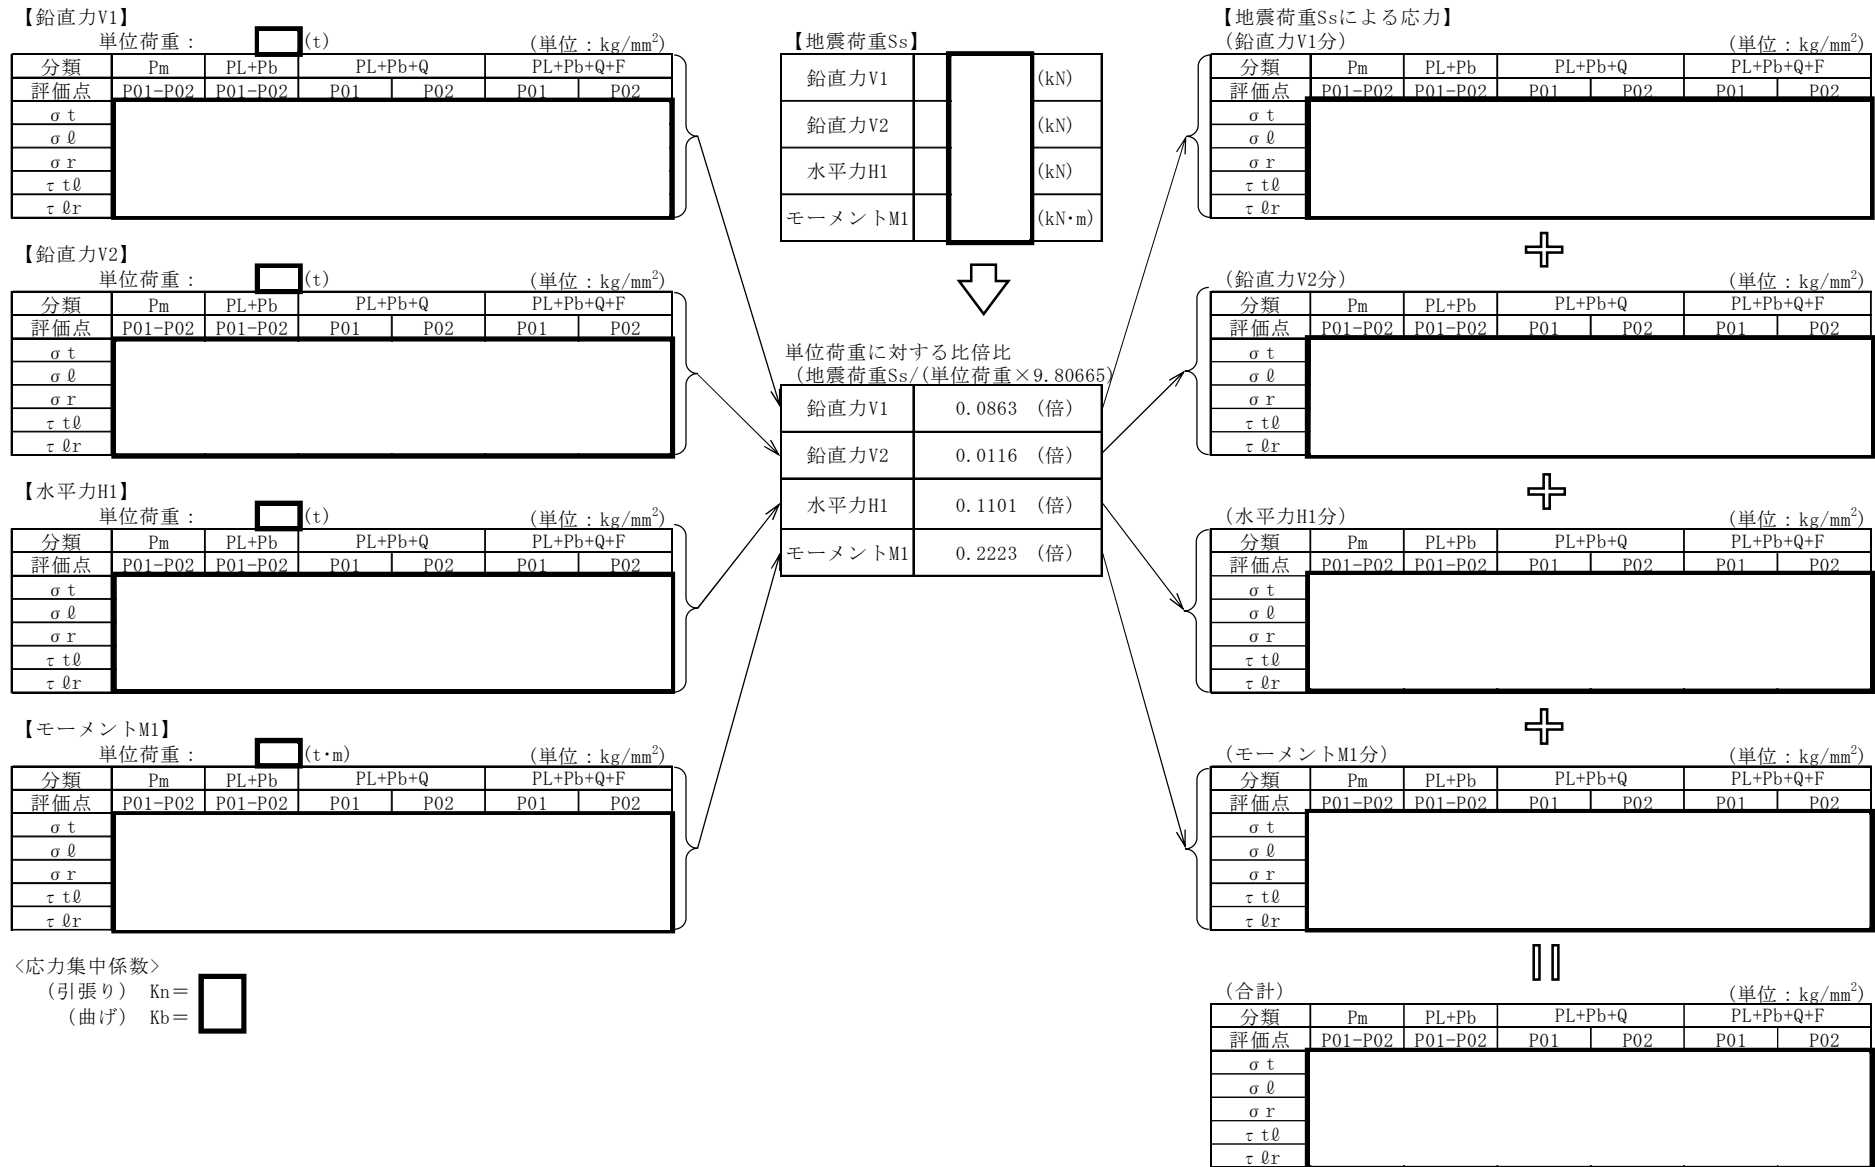 【鉛直力V1】
単位荷重： (t) (単位：kg/mm²)
分類 Pm PL+Pb PL+Pb+Q PL+Pb+Q+F
評価点 P01-P02 P01-P02 P01 P02 P01 P02
σt
σℓ
σr
τtℓ
τℓr
【鉛直力V2】
単位荷重： (t) (単位：kg/mm²)
分類 Pm PL+Pb PL+Pb+Q PL+Pb+Q+F
評価点 P01-P02 P01-P02 P01 P02 P01 P02
σt
σℓ
σr
τtℓ
τℓr
【水平力H1】
単位荷重： (t) (単位：kg/mm²)
分類 Pm PL+Pb PL+Pb+Q PL+Pb+Q+F
評価点 P01-P02 P01-P02 P01 P02 P01 P02
σt
σℓ
σr
τtℓ
τℓr
【モーメントM1】
単位荷重： (t･m) (単位：kg/mm²)
分類 Pm PL+Pb PL+Pb+Q PL+Pb+Q+F
評価点 P01-P02 P01-P02 P01 P02 P01 P02
σt
σℓ
σr
τtℓ
τℓr
<応力集中係数>
(引張り) Kn＝
(曲げ) Kb＝
【地震荷重Ss】
鉛直力V1 (kN)
鉛直力V2 (kN)
水平力H1 (kN)
モーメントM1 (kN･m)
単位荷重に対する比倍比
(地震荷重Ss/(単位荷重×9.80665)
鉛直力V1 0.0863 (倍)
鉛直力V2 0.0116 (倍)
水平力H1 0.1101 (倍)
モーメントM1 0.2223 (倍)
【地震荷重Ssによる応力】
(鉛直力V1分) (単位：kg/mm²)
分類 Pm PL+Pb PL+Pb+Q PL+Pb+Q+F
評価点 P01-P02 P01-P02 P01 P02 P01 P02
σt
σℓ
σr
τtℓ
τℓr
(鉛直力V2分) (単位：kg/mm²)
分類 Pm PL+Pb PL+Pb+Q PL+Pb+Q+F
評価点 P01-P02 P01-P02 P01 P02 P01 P02
σt
σℓ
σr
τtℓ
τℓr
(水平力H1分) (単位：kg/mm²)
分類 Pm PL+Pb PL+Pb+Q PL+Pb+Q+F
評価点 P01-P02 P01-P02 P01 P02 P01 P02
σt
σℓ
σr
τtℓ
τℓr
(モーメントM1分) (単位：kg/mm²)
分類 Pm PL+Pb PL+Pb+Q PL+Pb+Q+F
評価点 P01-P02 P01-P02 P01 P02 P01 P02
σt
σℓ
σr
τtℓ
τℓr
(合計) (単位：kg/mm²)
分類 Pm PL+Pb PL+Pb+Q PL+Pb+Q+F
評価点 P01-P02 P01-P02 P01 P02 P01 P02
σt
σℓ
σr
τtℓ
τℓr